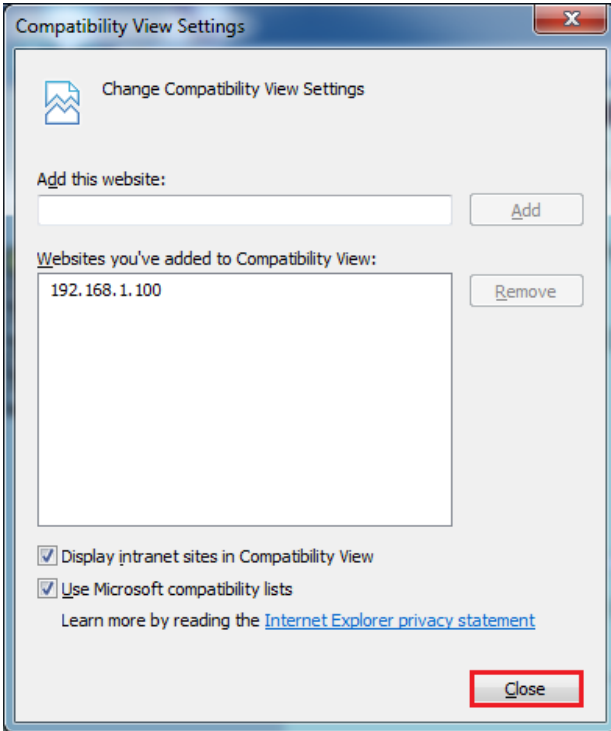 Compatibility View Settings
Change Compatibility View Settings
Add this website:
Add
Websites you've added to Compatibility View:
192.168.1.100
Remove
Display intranet sites in Compatibility View
Use Microsoft compatibility lists
Learn more by reading the Internet Explorer privacy statement
Close